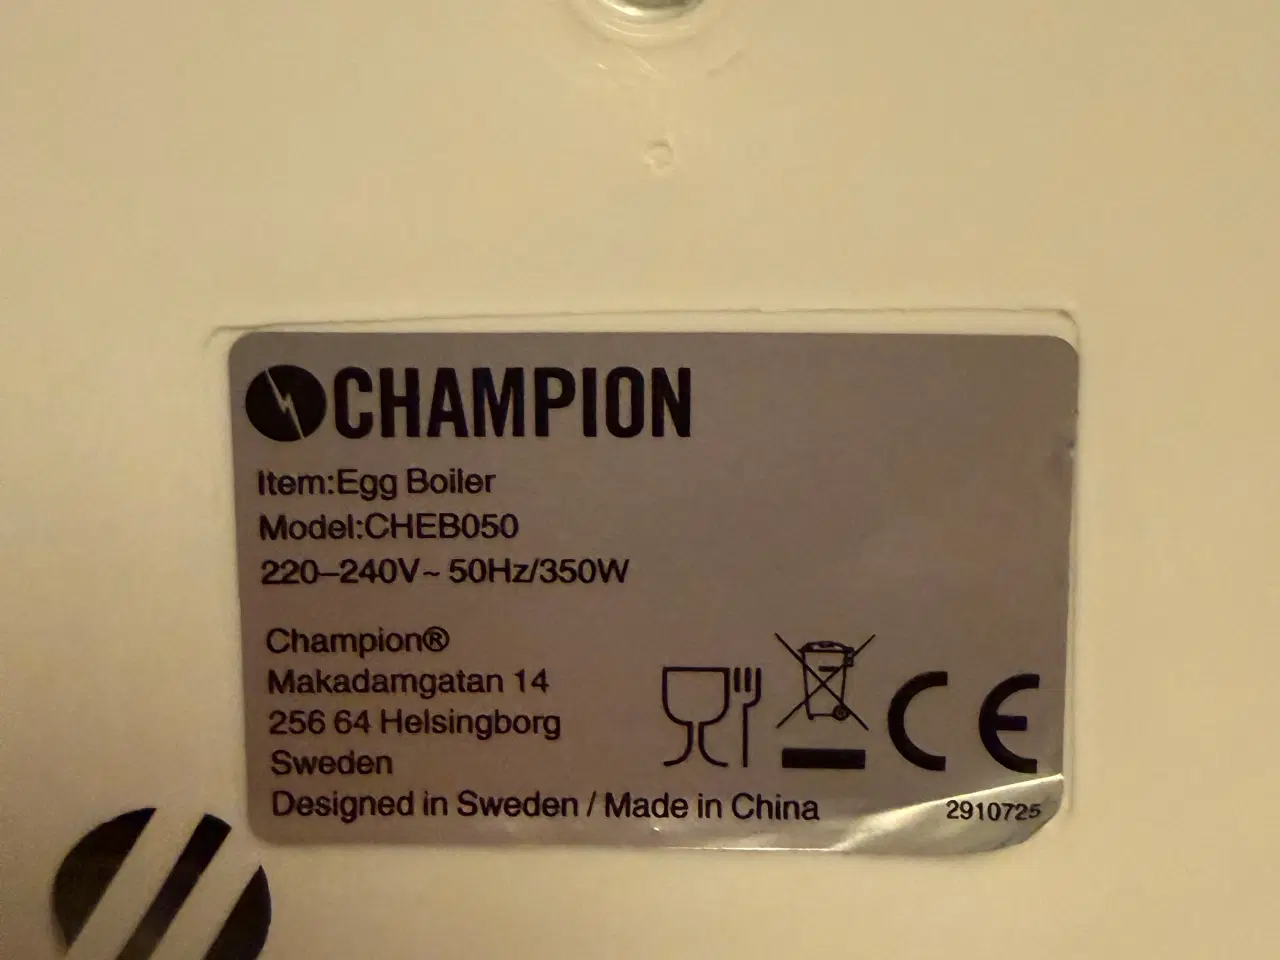 CHAMPION
Item:Egg Boiler
Model:CHEB050
220–240V~ 50Hz/350W
Champion®
Makadamgatan 14
256 64 Helsingborg
Sweden
Designed in Sweden / Made in China
2910725
CE